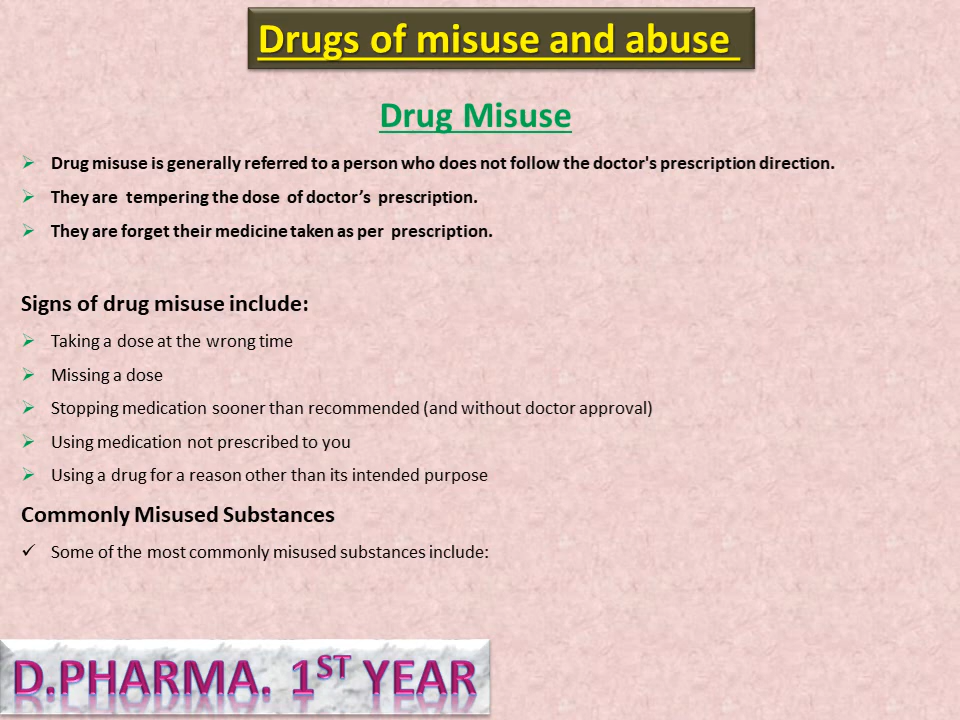 Drugs of misuse and abuse
Drug Misuse
➢ Drug misuse is generally referred to a person who does not follow the doctor's prescription direction.
➢ They are tempering the dose of doctor’s prescription.
➢ They are forget their medicine taken as per prescription.
Signs of drug misuse include:
➢ Taking a dose at the wrong time
➢ Missing a dose
➢ Stopping medication sooner than recommended (and without doctor approval)
➢ Using medication not prescribed to you
➢ Using a drug for a reason other than its intended purpose
Commonly Misused Substances
✓ Some of the most commonly misused substances include:
D.PHARMA. 1ST YEAR